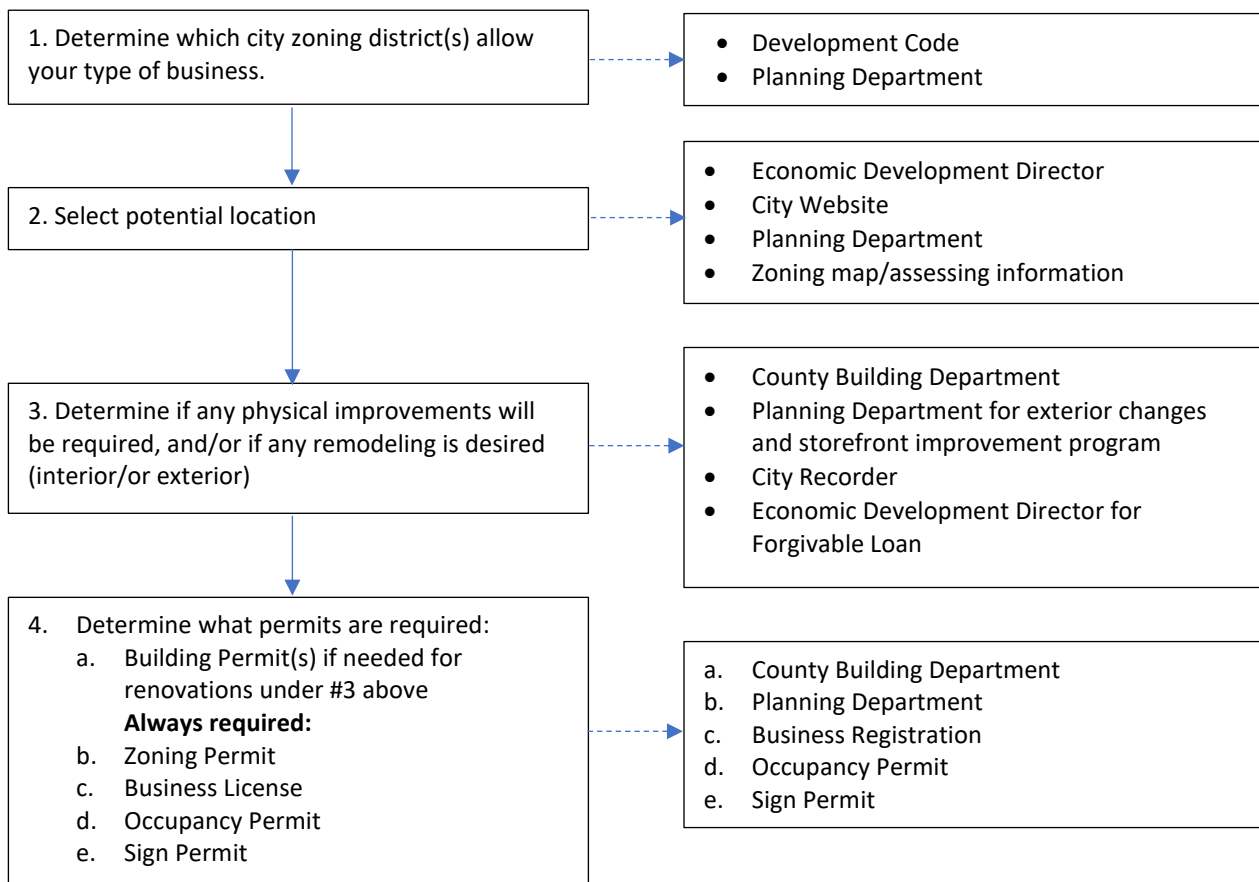 1. Determine which city zoning district(s) allow
your type of business.
• Development Code
• Planning Department
2. Select potential location
• Economic Development Director
• City Website
• Planning Department
• Zoning map/assessing information
3. Determine if any physical improvements will
be required, and/or if any remodeling is desired
(interior/or exterior)
• County Building Department
• Planning Department for exterior changes
and storefront improvement program
• City Recorder
• Economic Development Director for
Forgivable Loan
4. Determine what permits are required:
a. Building Permit(s) if needed for
renovations under #3 above
Always required:
b. Zoning Permit
c. Business License
d. Occupancy Permit
e. Sign Permit
a. County Building Department
b. Planning Department
c. Business Registration
d. Occupancy Permit
e. Sign Permit